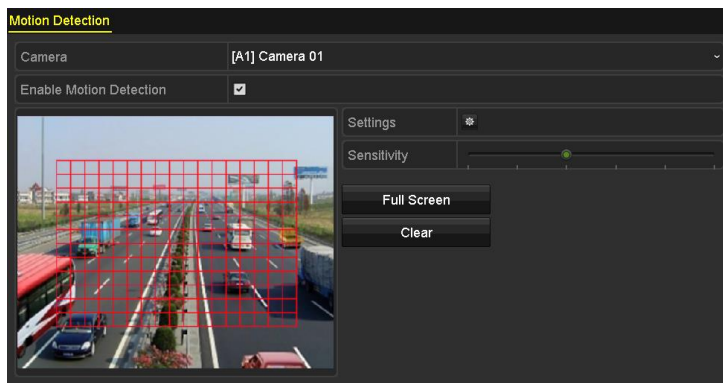 Motion Detection
Camera [A1] Camera 01
Enable Motion Detection
Settings
Sensitivity
Full Screen
Clear